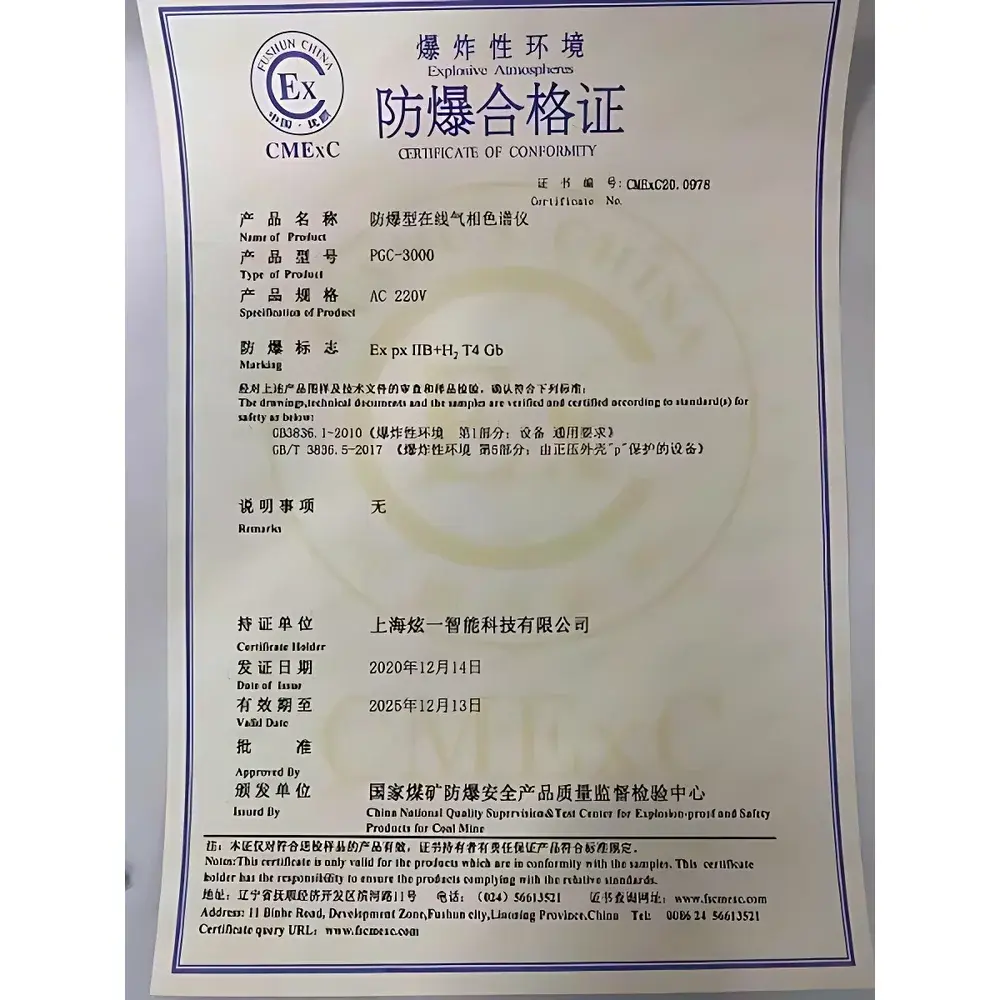 FUSHUN CHINA
Ex
中国·抚顺
CMExC
爆炸性环境
Explosive Atmospheres
防爆合格证
CERTIFICATE OF CONFORMITY
证书编号: CMExC20.0978
Certificate No.
产品名称 防爆型在线气相色谱仪
Name of Product
产品型号 PGC-3000
Type of Product
产品规格 AC 220V
Specification of Product
防爆标志 Ex px IIB+H₂ T4 Gb
Marking
经对上述产品图样及技术文件的审查和样品检验，确认符合下列标准：
The drawings,technical documents and the samples are verified and certified according to standard(s) for
safety as below:
GB3836.1-2010《爆炸性环境 第1部分：设备 通用要求》
GB/T 3836.5-2017 《爆炸性环境 第5部分：由正压外壳"p"保护的设备》
说明事项 无
Remarks
持证单位 上海炫一智能科技有限公司
Certificate Holder
发证日期 2020年12月14日
Date of Issue
有效期至 2025年12月13日
Valid Date
批准
Approved By
颁发单位 国家煤矿防爆安全产品质量监督检验中心
Issued By China National Quality Supervision&Test Center for Explosion-proof and Safety
Products for Coal Mine
注：本证仅对符合送检样品的产品有效，证书持有者有责任保证产品符合标准规定。
Notes:This certificate is only valid for the products which are in conformity with the samples. This certificate
holder has the responsibility to ensure the products complying with the relative standards.
地址：辽宁省抚顺经济开发区滨河路11号 电话：（024）56613521 证书查询网址：www.fscmexc.com
Address: 11 Binhe Road, Development Zone,Fushun city,Liaoning Province,China Tel: 0086 24 56613521
Certificate query URL: www.fscmexc.com